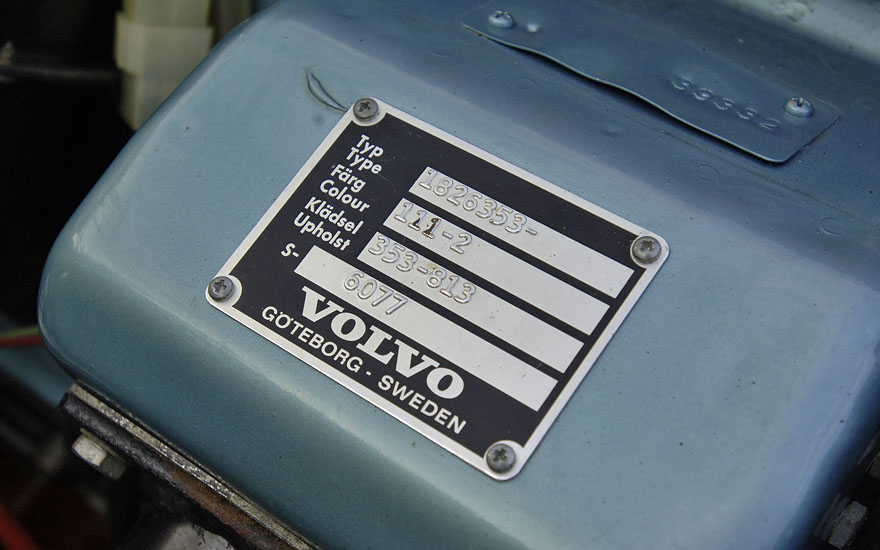 39332
Typ
Type
1826353-
Färg
Colour
111-2
Klädsel
Upholst
353-813
S-
6077
VOLVO
GÖTEBORG - SWEDEN